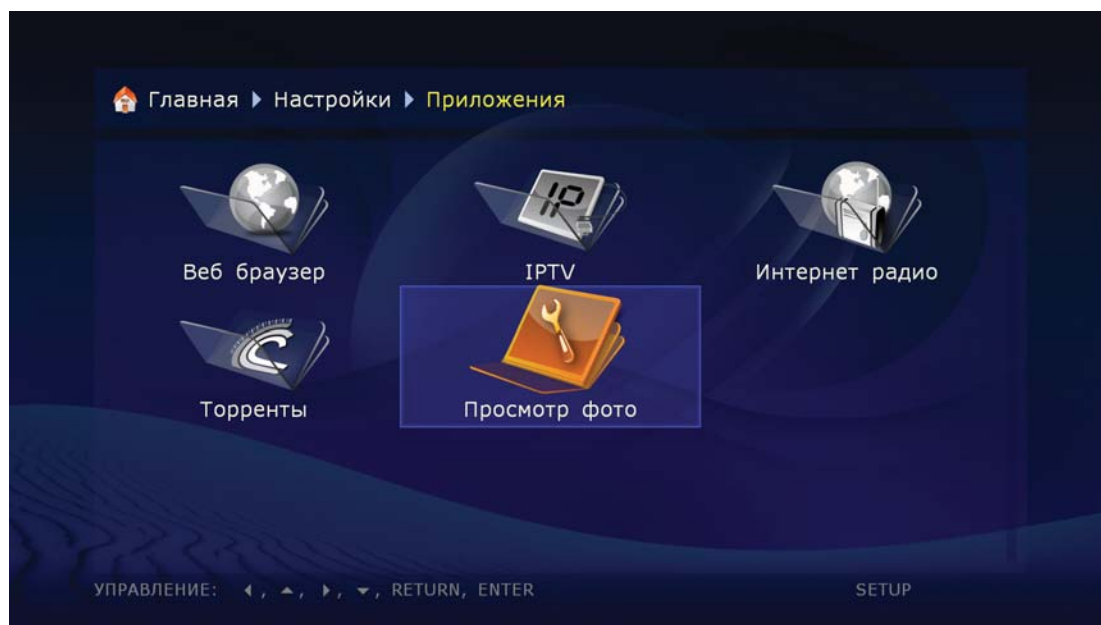 Главная Настройки Приложения
Веб браузер IPTV Интернет радио
Торренты Просмотр фото
УПРАВЛЕНИЕ: ◂, ▴, ▸, ▾, RETURN, ENTER SETUP